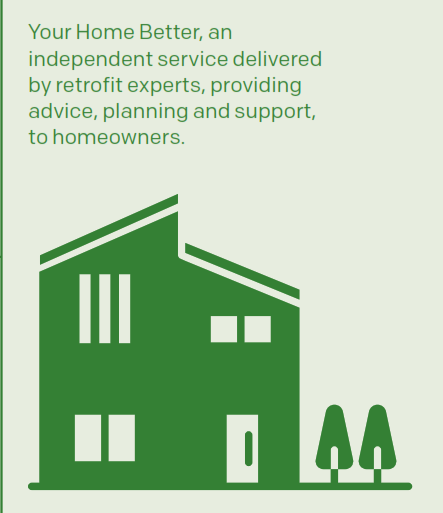 Your Home Better, an
independent service delivered
by retrofit experts, providing
advice, planning and support,
to homeowners.